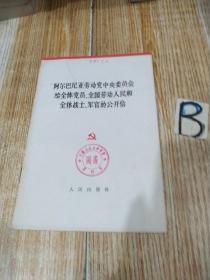 阿尔巴尼亚劳动党中央委员会
给全体党员、全国劳动人民和
全体战士、军官的公开信
人民出版社
B